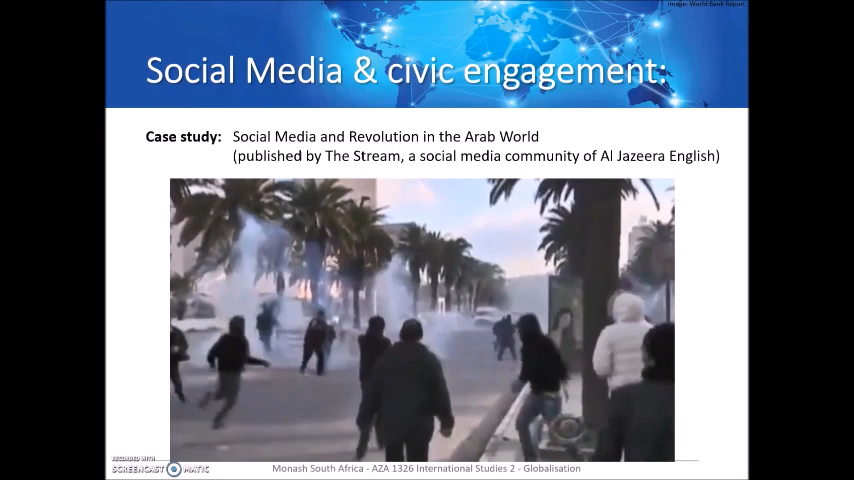 Image: World Bank Report
Social Media & civic engagement:
Case study: Social Media and Revolution in the Arab World
(published by The Stream, a social media community of Al Jazeera English)
RECORDED WITH
SCREENCAST MATIC
Monash South Africa - AZA 1326 International Studies 2 - Globalisation